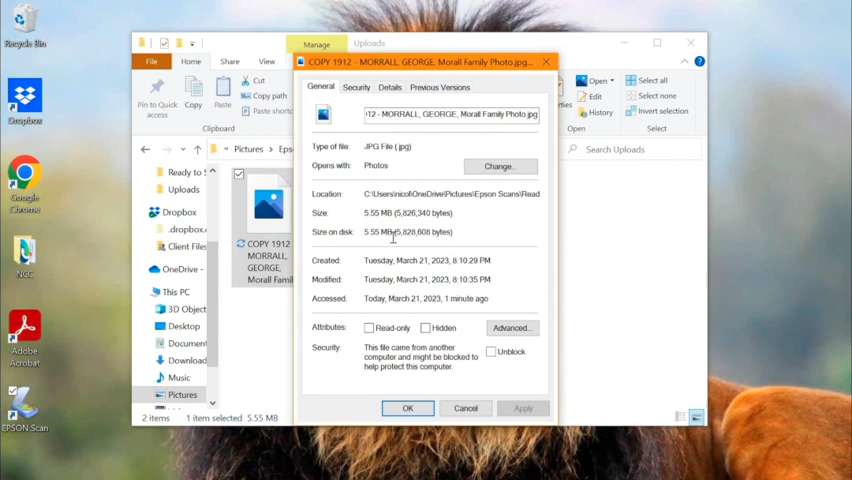 Recycle Bin
Dropbox
Google
Chrome
NCC
Adobe
Acrobat
EPSON Scan
Manage
Uploads
File
Home
Share
View
Pin to Quick
access
Copy
Paste
Cut
Copy path
Paste shortc
Clipboard
Open
Edit
History
Open
Select all
Select none
Invert selection
Select
Pictures
Eps
Search Uploads
Ready to S
Uploads
Dropbox
.dropbox.c
Client Files
OneDrive -
This PC
3D Object
Desktop
Document
Download
Music
Pictures
COPY 1912 -
MORRALL,
GEORGE,
Morall Famil
2 items
1 item selected 5.55 MB
COPY 1912 - MORRALL, GEORGE, Morall Family Photo.jpg...
General
Security
Details
Previous Versions
12 - MORRALL, GEORGE, Morall Family Photo.jpg
Type of file: JPG File (.jpg)
Opens with: Photos
Change...
Location: C:\Users\nicol\OneDrive\Pictures\Epson Scans\Read
Size: 5.55 MB (5,826,340 bytes)
Size on disk: 5.55 MB (5,828,608 bytes)
Created: Tuesday, March 21, 2023, 8:10:29 PM
Modified: Tuesday, March 21, 2023, 8:10:35 PM
Accessed: Today, March 21, 2023, 1 minute ago
Attributes: Read-only Hidden Advanced...
Security: This file came from another
computer and might be blocked to
help protect this computer.
Unblock
OK
Cancel
Apply